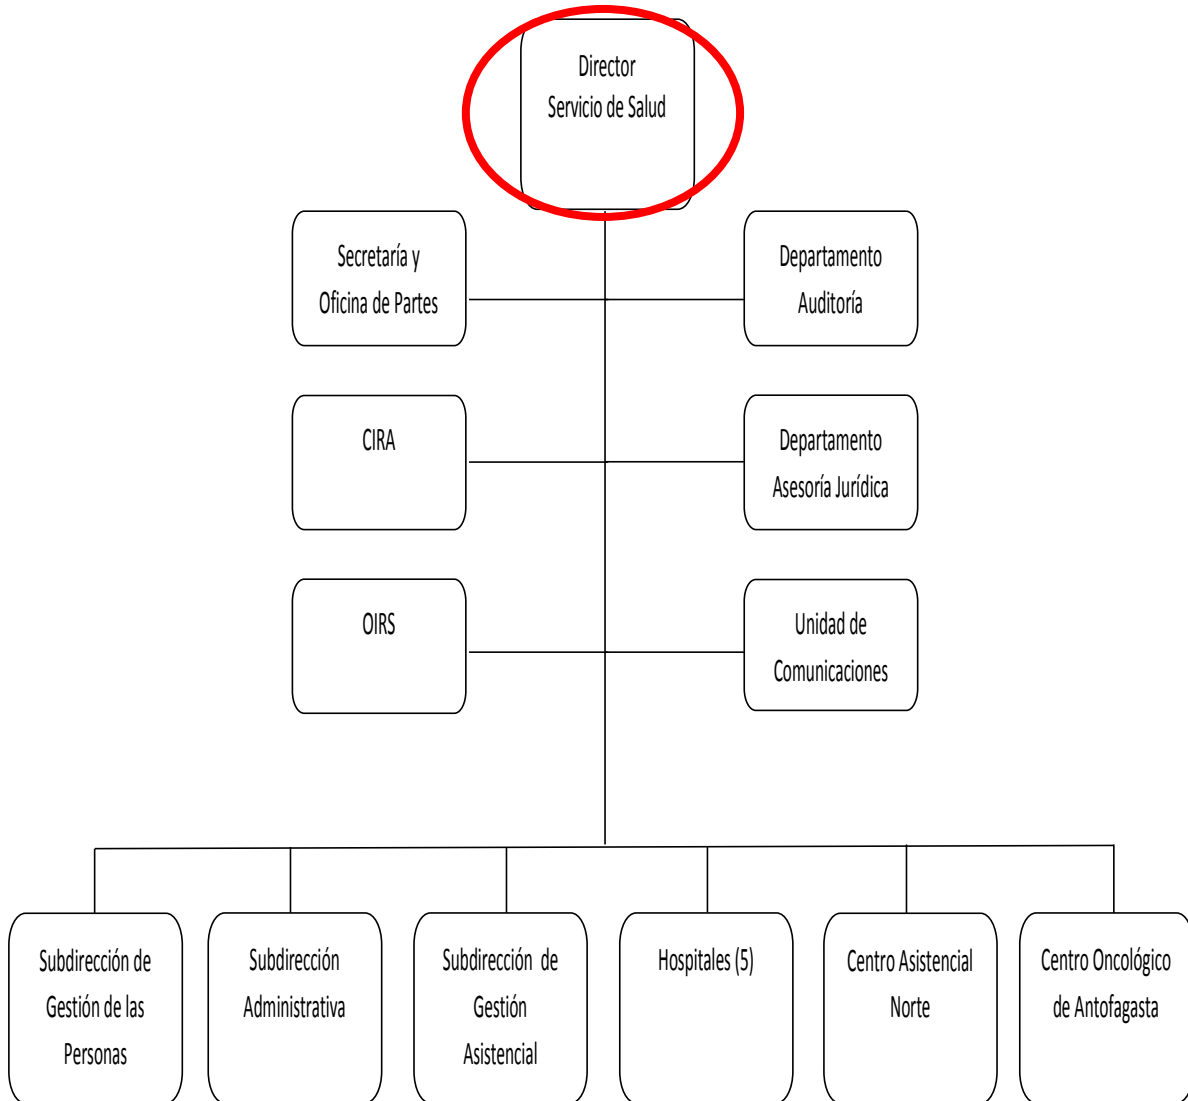 Director
Servicio de Salud
Secretaría y
Oficina de Partes
Departamento
Auditoría
CIRA
Departamento
Asesoría Jurídica
OIRS
Unidad de
Comunicaciones
Subdirección de
Gestión de las
Personas
Subdirección
Administrativa
Subdirección de
Gestión
Asistencial
Hospitales (5)
Centro Asistencial
Norte
Centro Oncológico
de Antofagasta